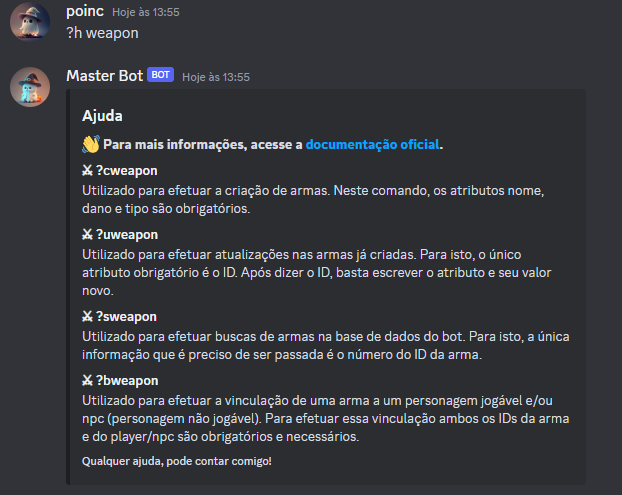 poinc Hoje às 13:55
?h weapon
Master Bot BOT Hoje às 13:55
Ajuda
👋 Para mais informações, acesse a documentação oficial.
⚔ ?cweapon
Utilizado para efetuar a criação de armas. Neste comando, os atributos nome,
dano e tipo são obrigatórios.
⚔ ?uweapon
Utilizado para efetuar atualizações nas armas já criadas. Para isto, o único
atributo obrigatório é o ID. Após dizer o ID, basta escrever o atributo e seu valor
novo.
⚔ ?sweapon
Utilizado para efetuar buscas de armas na base de dados do bot. Para isto, a única
informação que é preciso de ser passada é o número do ID da arma.
⚔ ?bweapon
Utilizado para efetuar a vinculação de uma arma a um personagem jogável e/ou
npc (personagem não jogável). Para efetuar essa vinculação ambos os IDs da arma
e do player/npc são obrigatórios e necessários.
Qualquer ajuda, pode contar comigo!